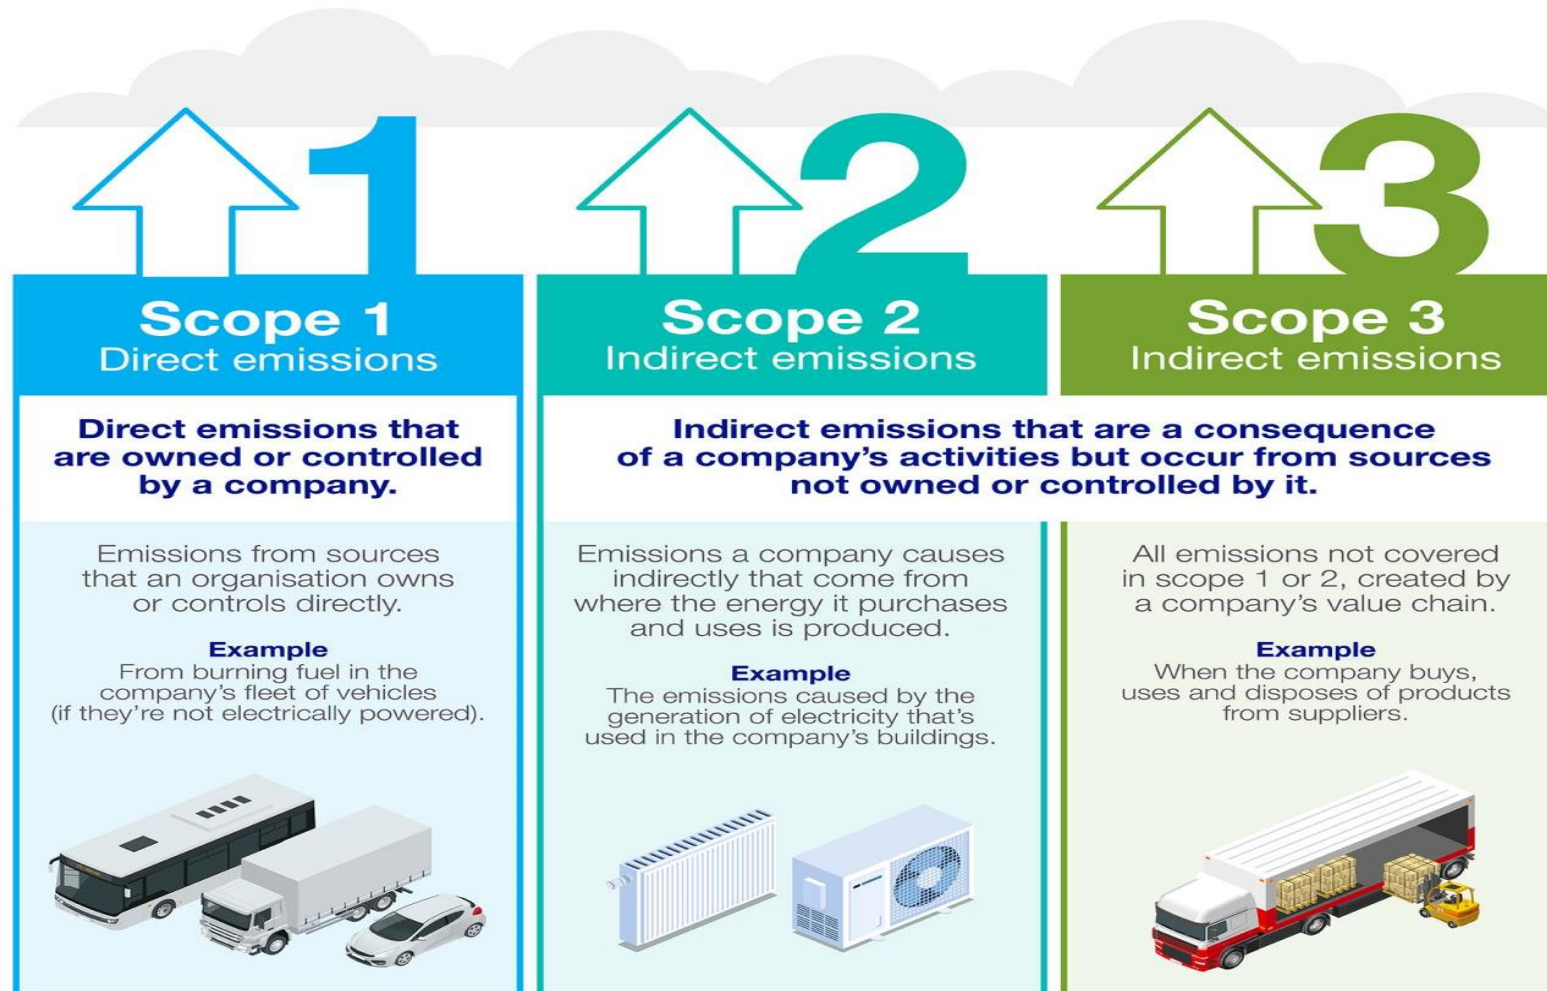 1
2
3
Scope 1
Direct emissions
Direct emissions that
are owned or controlled
by a company.
Emissions from sources
that an organisation owns
or controls directly.
Example
From burning fuel in the
company's fleet of vehicles
(if they're not electrically powered).
Scope 2
Indirect emissions
Scope 3
Indirect emissions
Indirect emissions that are a consequence
of a company's activities but occur from sources
not owned or controlled by it.
Emissions a company causes
indirectly that come from
where the energy it purchases
and uses is produced.
Example
The emissions caused by the
generation of electricity that's
used in the company's buildings.
All emissions not covered
in scope 1 or 2, created by
a company's value chain.
Example
When the company buys,
uses and disposes of products
from suppliers.